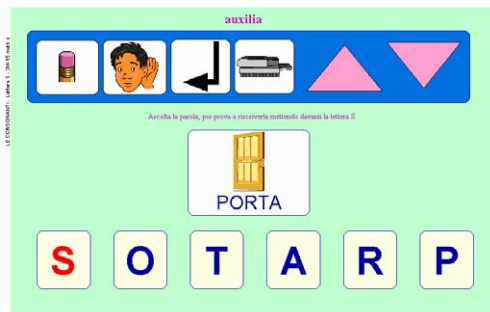 auxilia
Ascolta la parola, poi prova a riscriverla mettendo davanti la lettera S
PORTA
S O T A R P